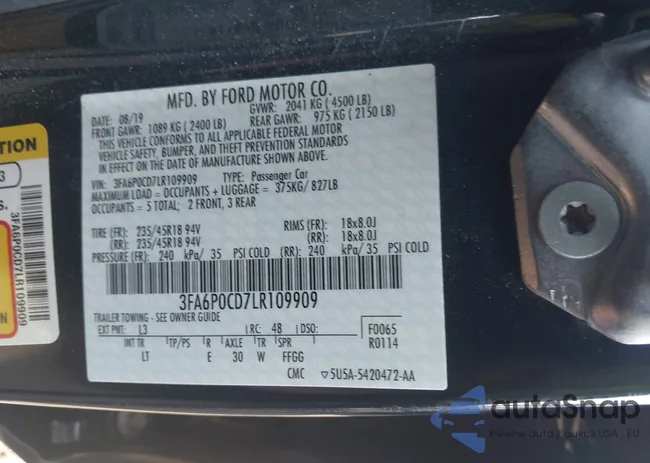 MFD. BY FORD MOTOR CO.
DATE: 08/19 GVWR: 2041 KG ( 4500 LB)
FRONT GAWR: 1089 KG ( 2400 LB) REAR GAWR: 975 KG ( 2150 LB)
THIS VEHICLE CONFORMS TO ALL APPLICABLE FEDERAL MOTOR
VEHICLE SAFETY, BUMPER, AND THEFT PREVENTION STANDARDS
IN EFFECT ON THE DATE OF MANUFACTURE SHOWN ABOVE.
VIN: 3FA6P0CD7LR109909 TYPE: Passenger Car
MAXIMUM LOAD = OCCUPANTS + LUGGAGE = 375KG/ 827LB
OCCUPANTS = 5 TOTAL; 2 FRONT, 3 REAR
TIRE (FR): 235/45R18 94V RIMS (FR): 18x8.0J
(RR): 235/45R18 94V (RR): 18x8.0J
PRESSURE (FR): 240 kPa/ 35 PSI COLD (RR): 240 kPa/ 35 PSI COLD
3FA6P0CD7LR109909
TRAILER TOWING - SEE OWNER GUIDE
EXT PNT: L3 RC: 48 DSO: F0065
INT TR TP/PS R AXLE TR SPR R0114
LT E 30 W FFGG
CMC 5U5A-5420472-AA
3
s.
3FA6P0CD7LR109909
N
autoSnap
USA
EU